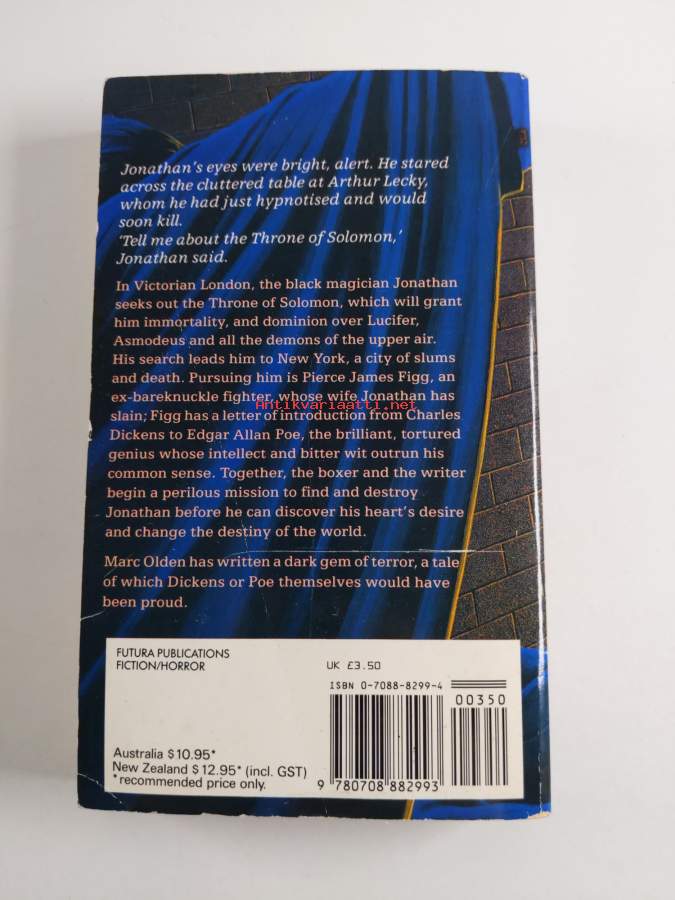 Jonathan's eyes were bright, alert. He stared
across the cluttered table at Arthur Lecky,
whom he had just hypnotised and would
soon kill.
'Tell me about the Throne of Solomon,'
Jonathan said.
In Victorian London, the black magician Jonathan
seeks out the Throne of Solomon, which will grant
him immortality, and dominion over Lucifer,
Asmodeus and all the demons of the upper air.
His search leads him to New York, a city of slums
and death. Pursuing him is Pierce James Figg, an
ex-bareknuckle fighter, whose wife Jonathan has
Antikvariaatti.net
slain; Figg has a letter of introduction from Charles
Dickens to Edgar Allan Poe, the brilliant, tortured
genius whose intellect and bitter wit outrun his
common sense. Together, the boxer and the writer
begin a perilous mission to find and destroy
Jonathan before he can discover his heart's desire
and change the destiny of the world.
Marc Olden has written a dark gem of terror, a tale
of which Dickens or Poe themselves would have
been proud.
FUTURA PUBLICATIONS
FICTION/HORROR
UK £3.50
ISBN 0-7088-8299-4
00350
Australia $10.95*
New Zealand $12.95* (incl. GST)
*recommended price only.
9 780708 882993